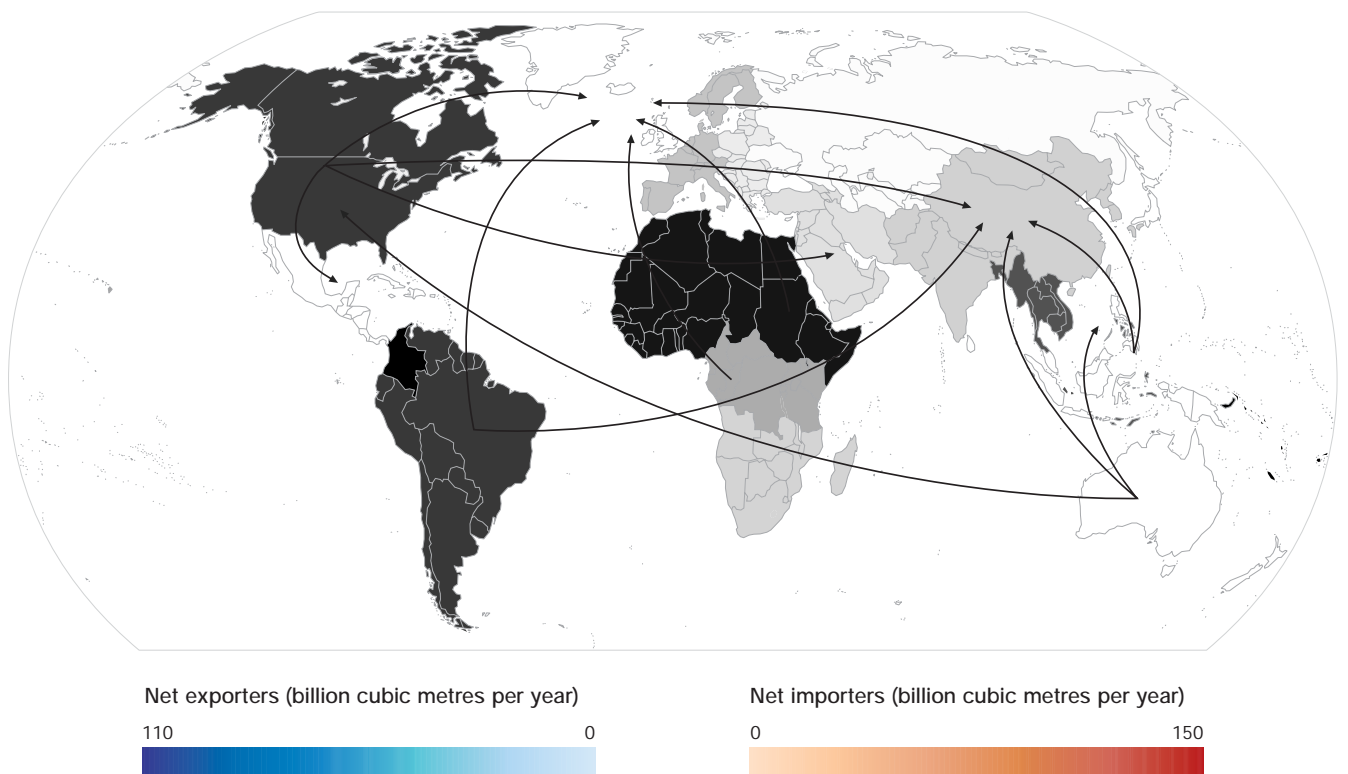 Net exporters (billion cubic metres per year)
110 0
Net importers (billion cubic metres per year)
0 150